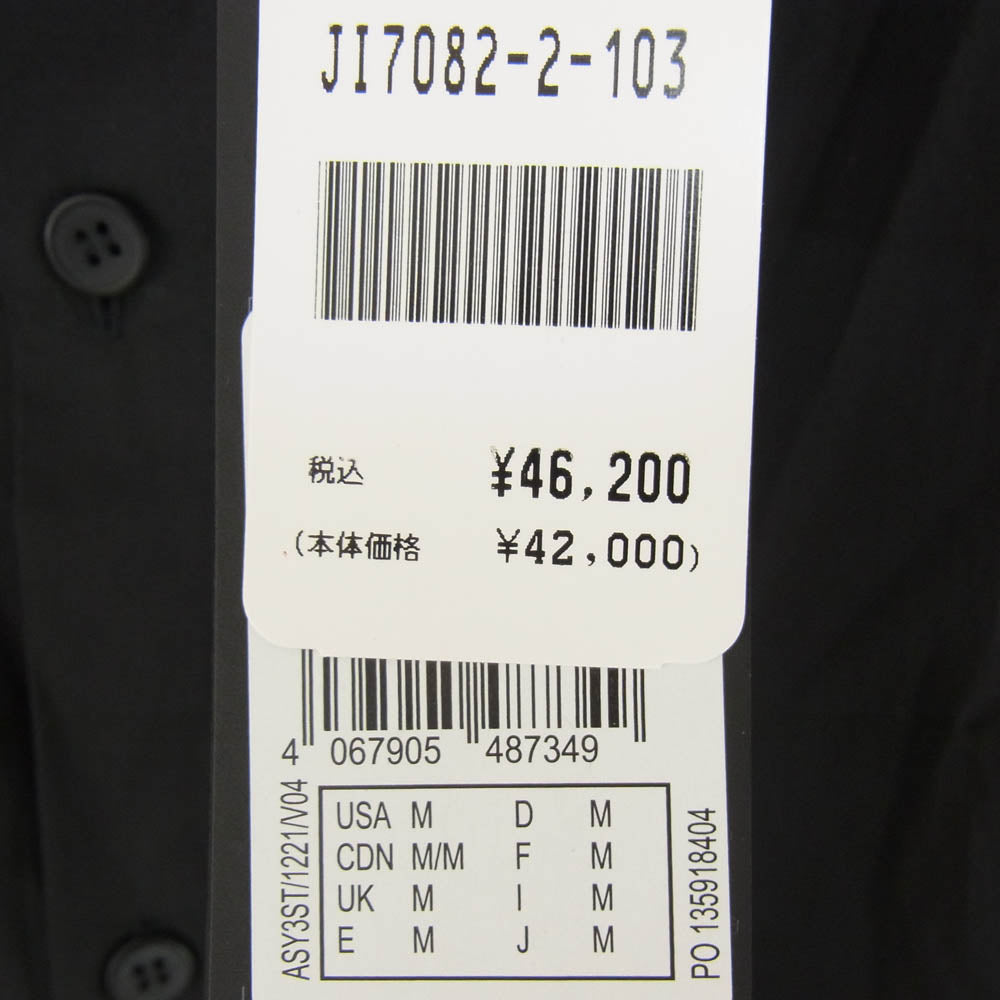 JI7082-2-103
税込 ¥46,200
(本体価格 ¥42,000)
4 067905 487349
ASY3ST/1221/V04
USA M D M
CDN M/M F M
UK M I M
E M J M
PO 135918404